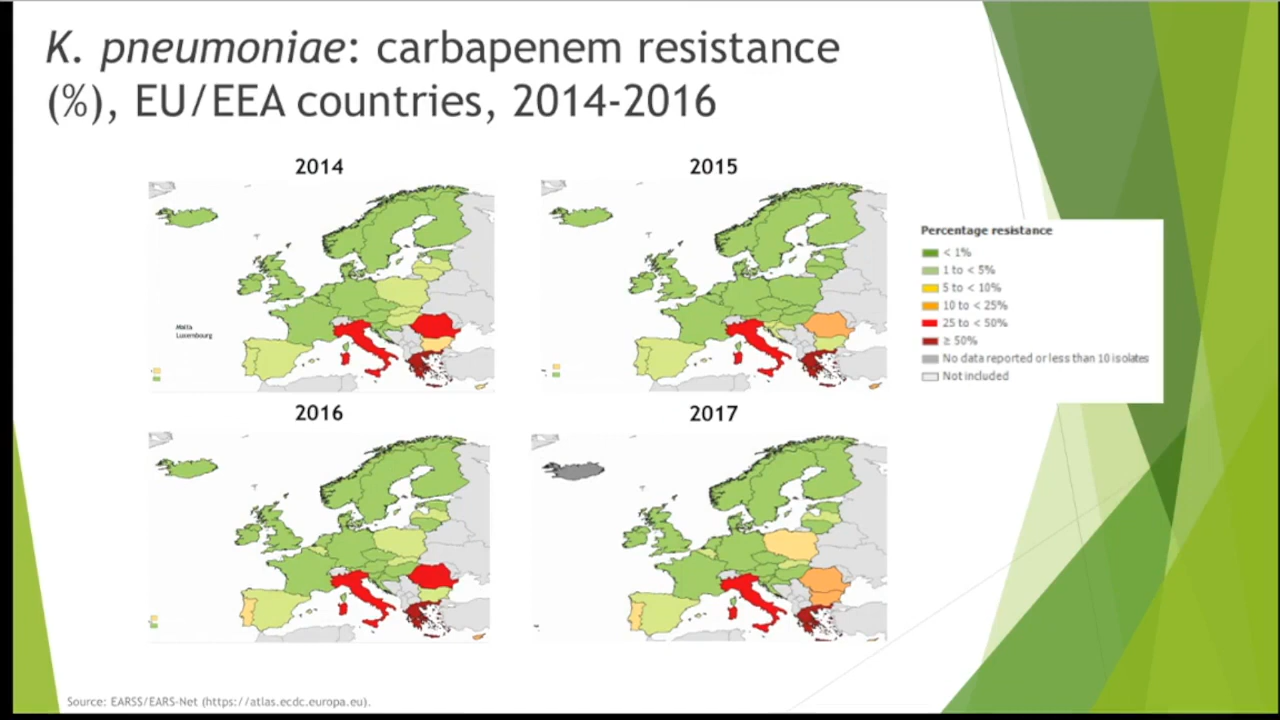 K. pneumoniae: carbapenem resistance
(%), EU/EEA countries, 2014-2016
2014
2015
Malta
Luxembourg
Percentage resistance
< 1%
1 to < 5%
5 to < 10%
10 to < 25%
25 to < 50%
≥ 50%
No data reported or less than 10 isolates
Not included
2016
2017
Source: EARSS/EARS-Net (https://atlas.ecdc.europa.eu).